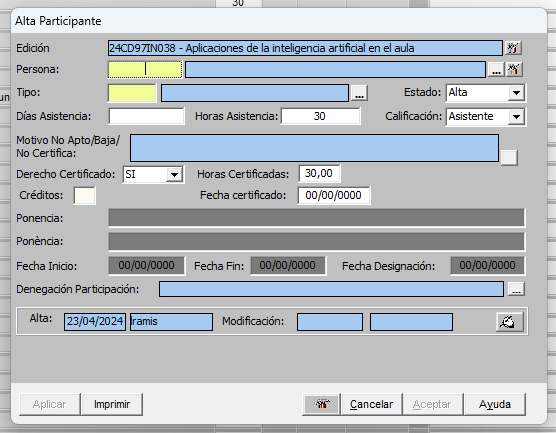 30
Alta Participante
Edición 24CD97IN038 - Aplicaciones de la inteligencia artificial en el aula
Persona: ...
Tipo: ... Estado: Alta
Días Asistencia: Horas Asistencia: 30 Calificación: Asistente
Motivo No Apto/Baja/
No Certifica:
Derecho Certificado: SI Horas Certificadas: 30,00
Créditos: Fecha certificado: 00/00/0000
Ponencia:
Ponència:
Fecha Inicio: 00/00/0000 Fecha Fin: 00/00/0000 Fecha Designación: 00/00/0000
Denegación Participación: ...
Alta: 23/04/2024 lramis Modificación:
Aplicar Imprimir Cancelar Aceptar Ayuda